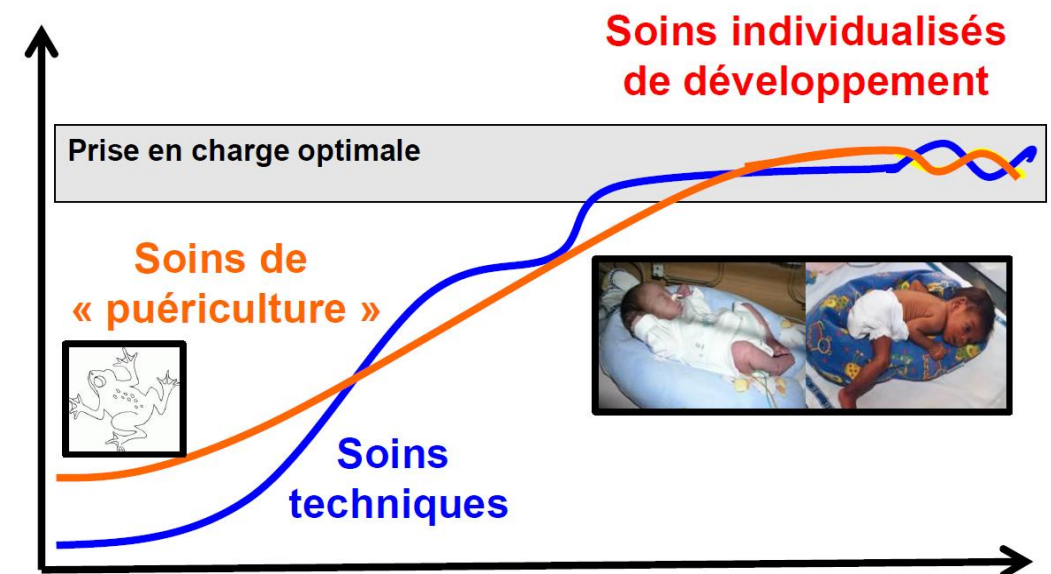 Soins individualisés
de développement
Prise en charge optimale
Soins de
« puériculture »
Soins
techniques